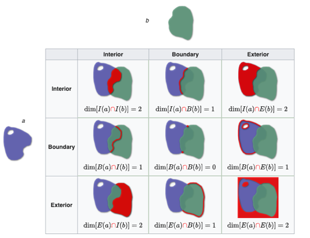 b
Interior Boundary Exterior
Interior
dim[I(a)∩I(b)] = 2 dim[I(a)∩B(b)] = 1 dim[I(a)∩E(b)] = 2
a
Boundary
dim[B(a)∩I(b)] = 1 dim[B(a)∩B(b)] = 0 dim[B(a)∩E(b)] = 1
Exterior
dim[E(a)∩I(b)] = 2 dim[E(a)∩B(b)] = 1 dim[E(a)∩E(b)] = 2